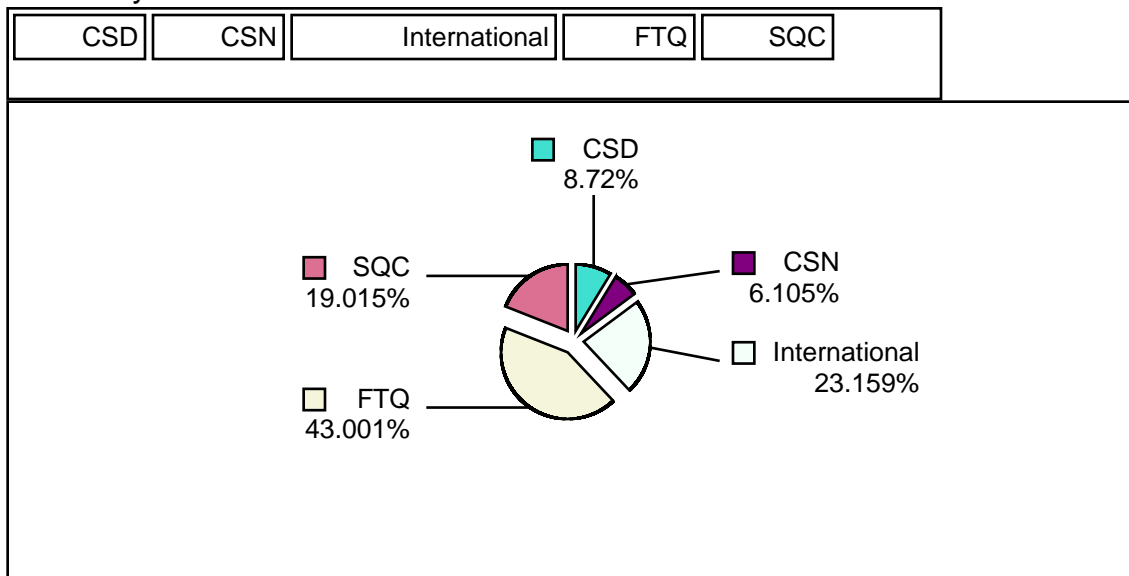 CSD CSN International FTQ SQC
CSD
8.72%
SQC
19.015%
CSN
6.105%
International
23.159%
FTQ
43.001%